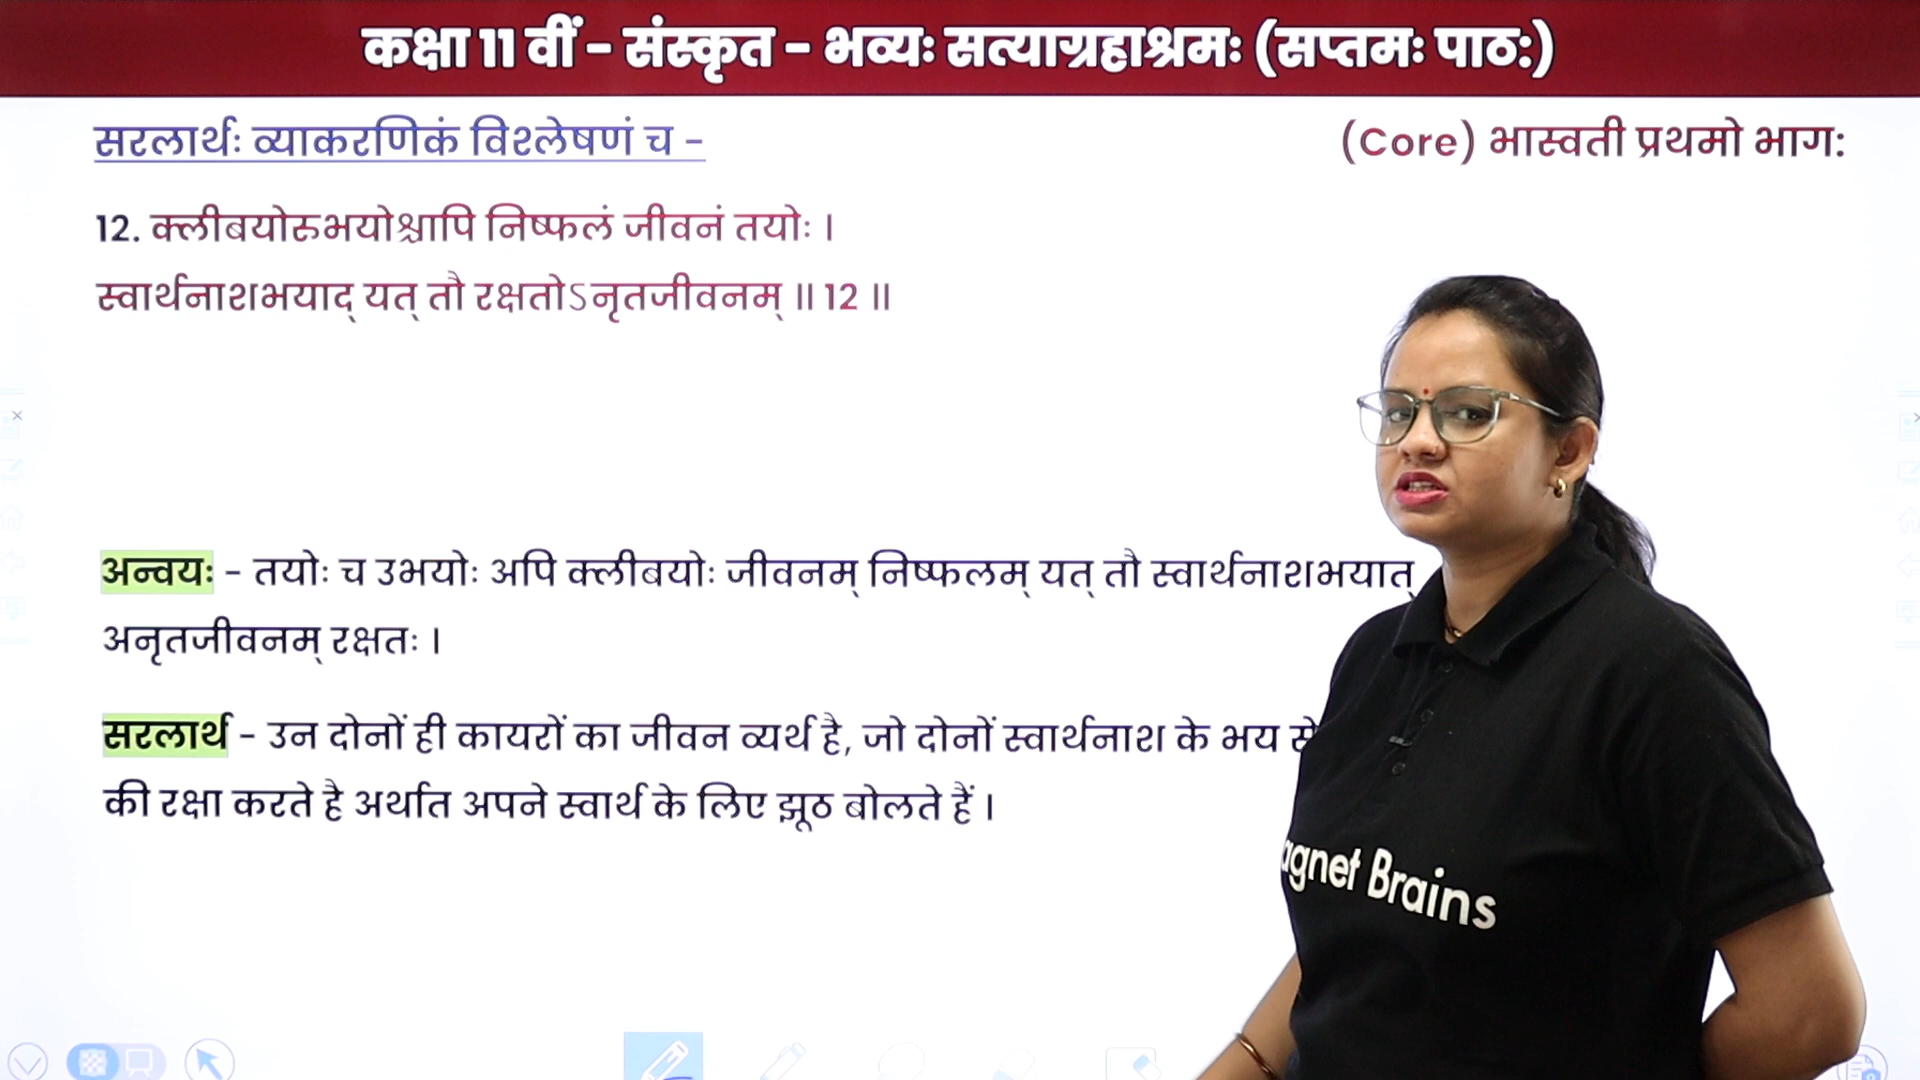 कक्षा 11 वीं - संस्कृत - भव्यः सत्याग्रहाश्रमः (सप्तमः पाठः)
सरलार्थः व्याकरणिकं विश्लेषणं च -
(Core) भास्वती प्रथमो भागः
12. क्लीबयोरुभयोश्चापि निष्फलं जीवनं तयोः ।
स्वार्थनाशभयाद् यत् तौ रक्षतोऽनृतजीवनम् ॥ 12 ॥
अन्वयः - तयोः च उभयोः अपि क्लीबयोः जीवनम् निष्फलम् यत् तौ स्वार्थनाशभयात्
अनृतजीवनम् रक्षतः ।
सरलार्थ - उन दोनों ही कायरों का जीवन व्यर्थ है, जो दोनों स्वार्थनाश के भय से
की रक्षा करते है अर्थात अपने स्वार्थ के लिए झूठ बोलते हैं ।
agnet Brains